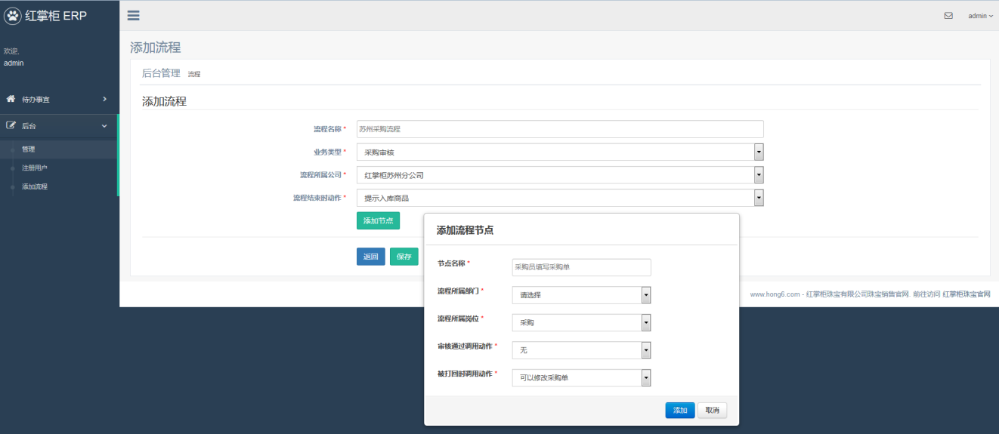 红掌柜 ERP
admin
欢迎,
admin
添加流程
后台管理 流程
待办事宜
添加流程
后台
流程名称 * 苏州采购流程
管理
业务类型 * 采购审核
注册用户
流程所属公司 * 红掌柜苏州分公司
添加流程
流程结束时动作 * 提示入库商品
添加节点
返回 保存
添加流程节点
节点名称 * 采购员填写采购单
流程所属部门 * 请选择
www.hong6.com - 红掌柜珠宝有限公司珠宝销售官网. 前往访问 红掌柜珠宝官网
流程所属岗位 * 采购
审核通过调用动作 * 无
被打回时调用动作 * 可以修改采购单
添加 取消